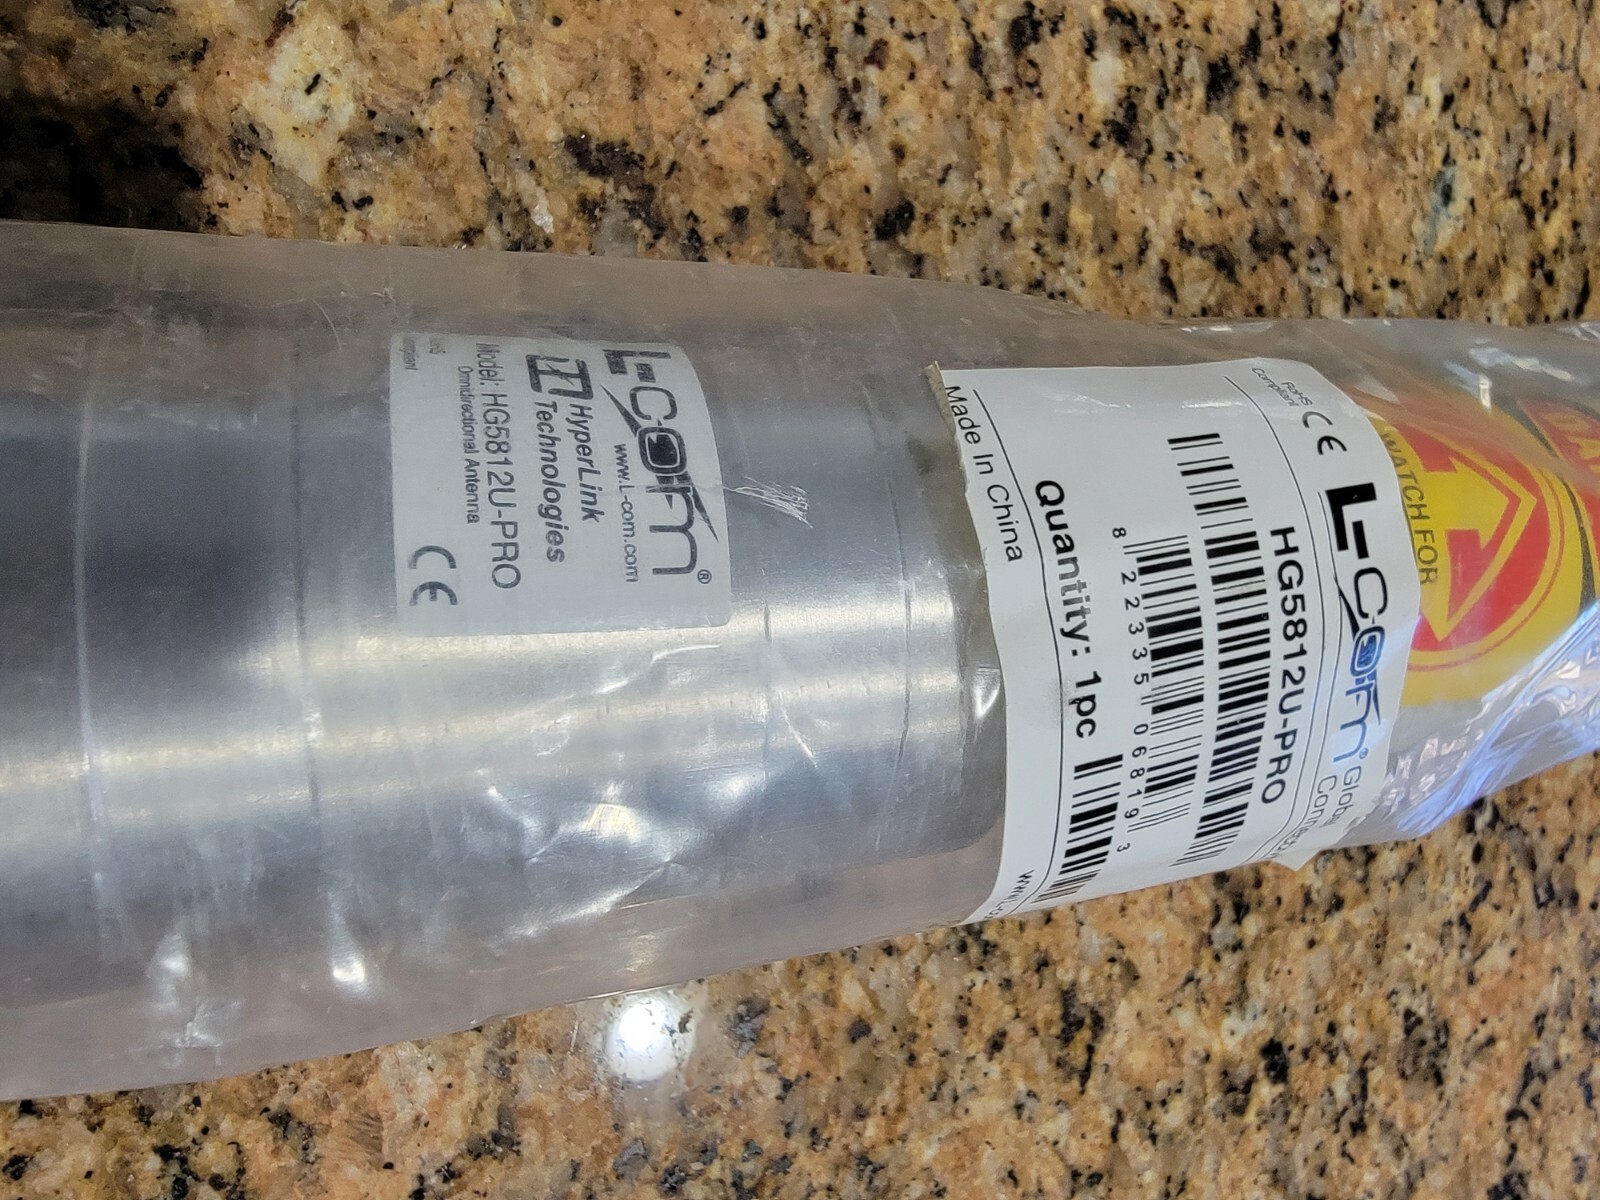 L-com®
www.L-com.com
HyperLink
Technologies
Model: HG5812U-PRO
Omnidirectional Antenna
CE
L-com® Global
CE
RoHS
Compliant
HG5812U-PRO
8 22335 06819 3
Quantity: 1pc
Made In China
WATCH FOR